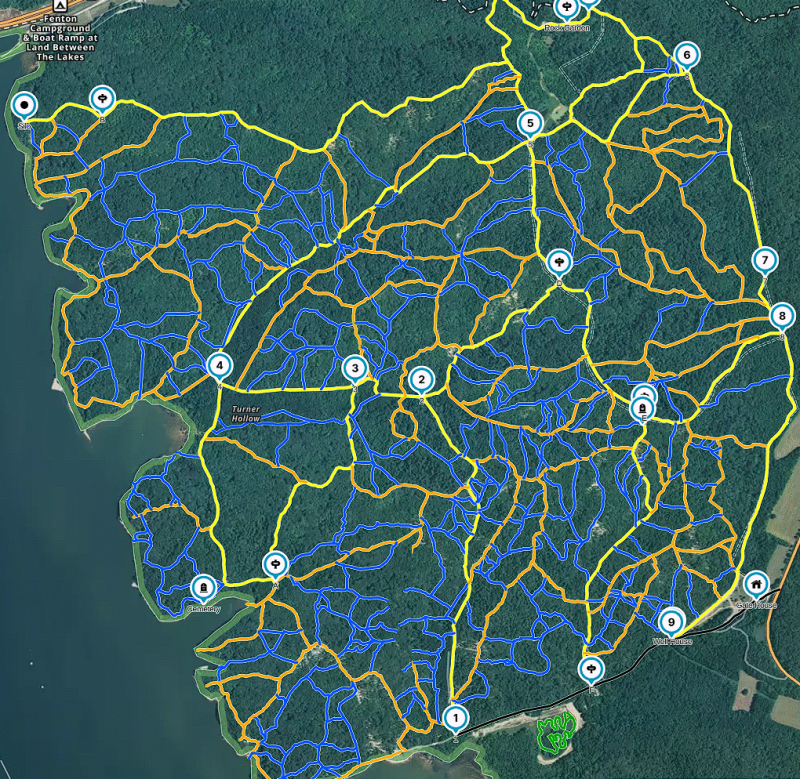 Fenton
Campground
& Boat Ramp at
Land Between
The Lakes
6
5
7
8
4
3
2
Turner
Hollow
Cemetery
A
Gate House
9
Well House
1